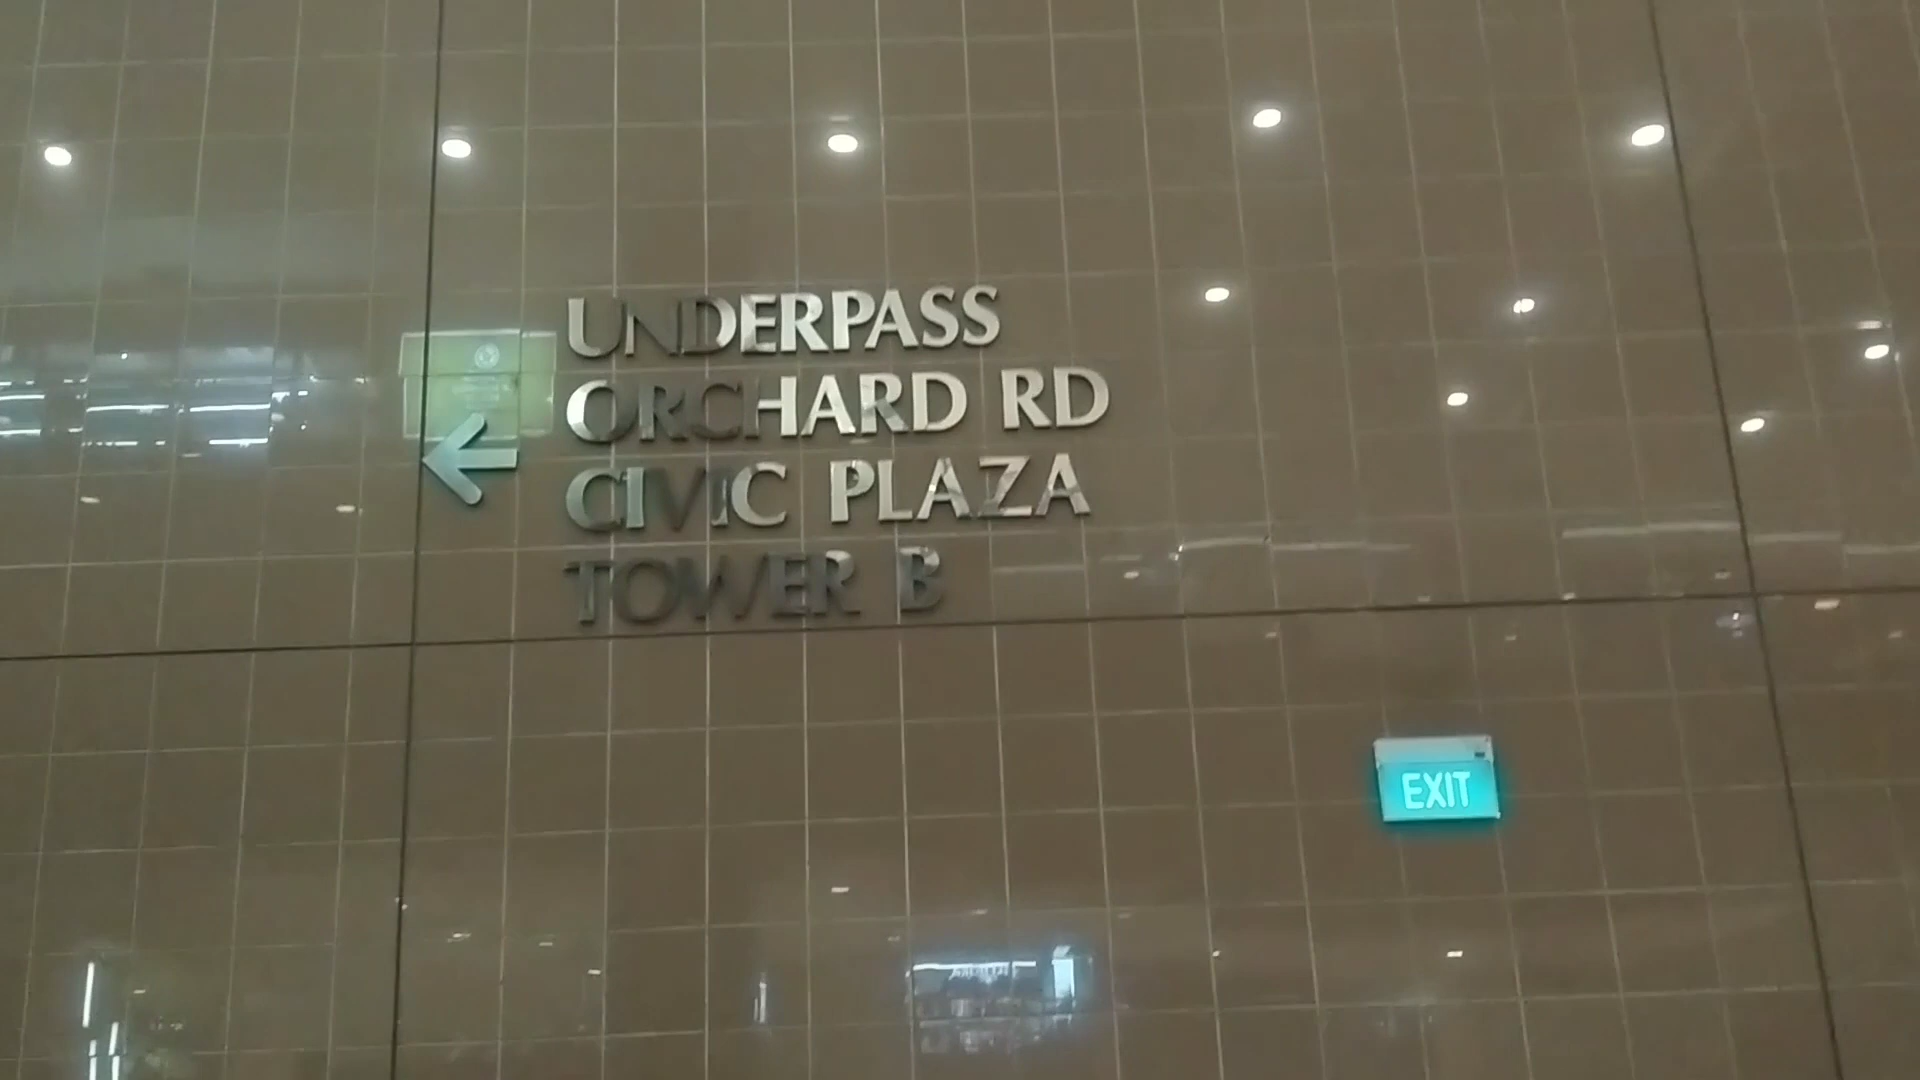 UNDERPASS
ORCHARD RD
CIVIC PLAZA
TOWER B
EXIT